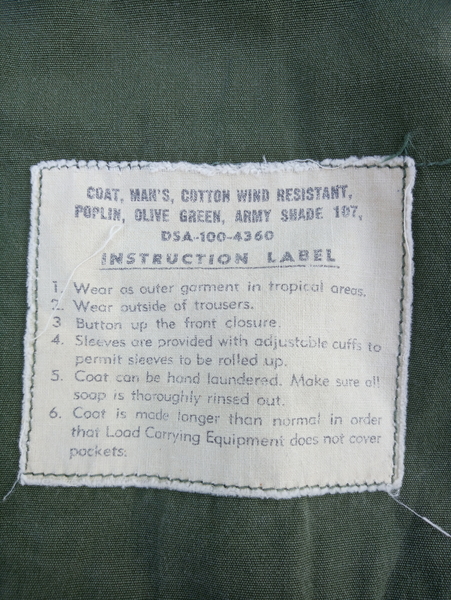 COAT, MAN'S, COTTON WIND RESISTANT,
POPLIN, OLIVE GREEN, ARMY SHADE 107,
DSA-100-4360
INSTRUCTION LABEL
1. Wear as outer garment in tropical areas.
2. Wear outside of trousers.
3 Button up the front closure.
4. Sleeves are provided with adjustable cuffs to
permit sleeves to be rolled up.
5. Coat can be hand laundered. Make sure all
soap is thoroughly rinsed out.
6. Coat is made longer than normal in order
that Load Carrying Equipment does not cover
pockets.